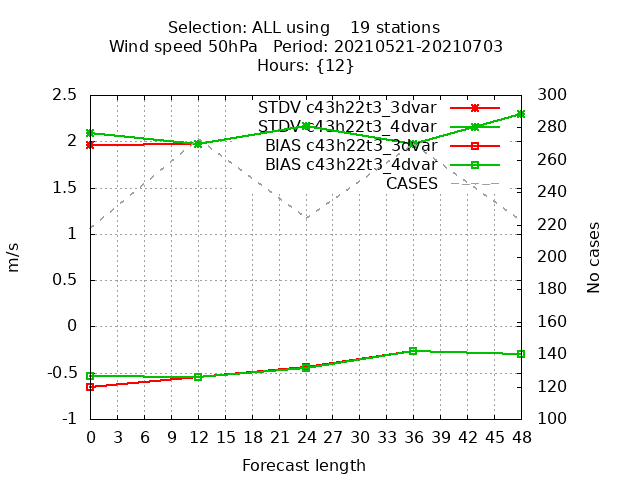 Selection: ALL using    19 stations
Wind speed 50hPa   Period: 20210521-20210703
Hours: {12}
2.5
2
1.5
1
0.5
0
-0.5
-1
m/s
STDV c43h22t3_3dvar
STDV c43h22t3_4dvar
BIAS c43h22t3_3dvar
BIAS c43h22t3_4dvar
CASES
300
280
260
240
220
200
180
160
140
120
100
No cases
0 3 6 9 12 15 18 21 24 27 30 33 36 39 42 45 48
Forecast length